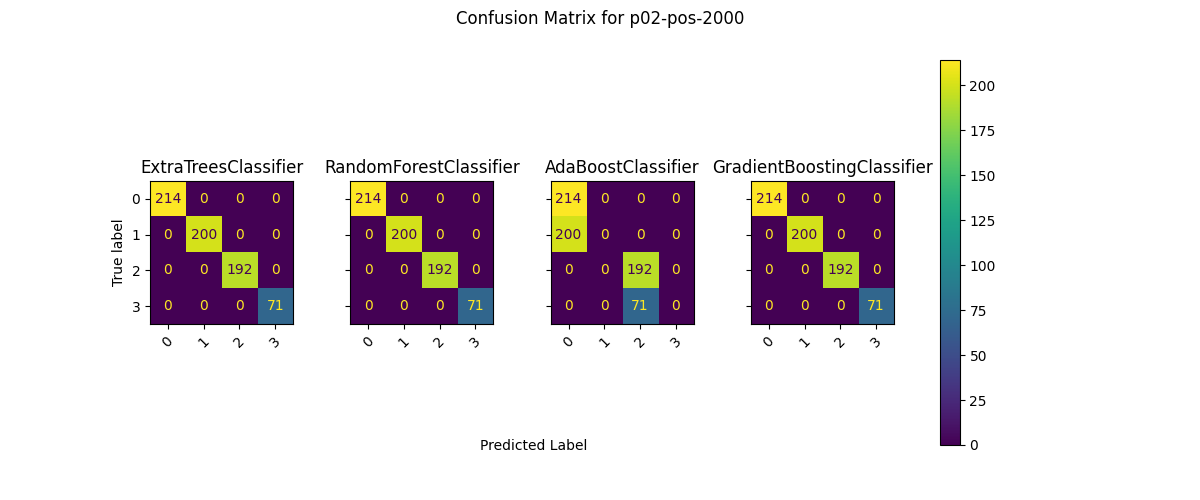 Confusion Matrix for p02-pos-2000
ExtraTreesClassifier RandomForestClassifier AdaBoostClassifier GradientBoostingClassifier
True label
0 214 0 0 0 214 0 0 0 214 0 0 0 214 0 0 0
1 0 200 0 0 0 200 0 0 200 0 0 0 0 200 0 0
2 0 0 192 0 0 0 192 0 0 0 192 0 0 0 192 0
3 0 0 0 71 0 0 0 71 0 0 71 0 0 0 0 71
0 1 2 3 0 1 2 3 0 1 2 3 0 1 2 3
Predicted Label
200
175
150
125
100
75
50
25
0